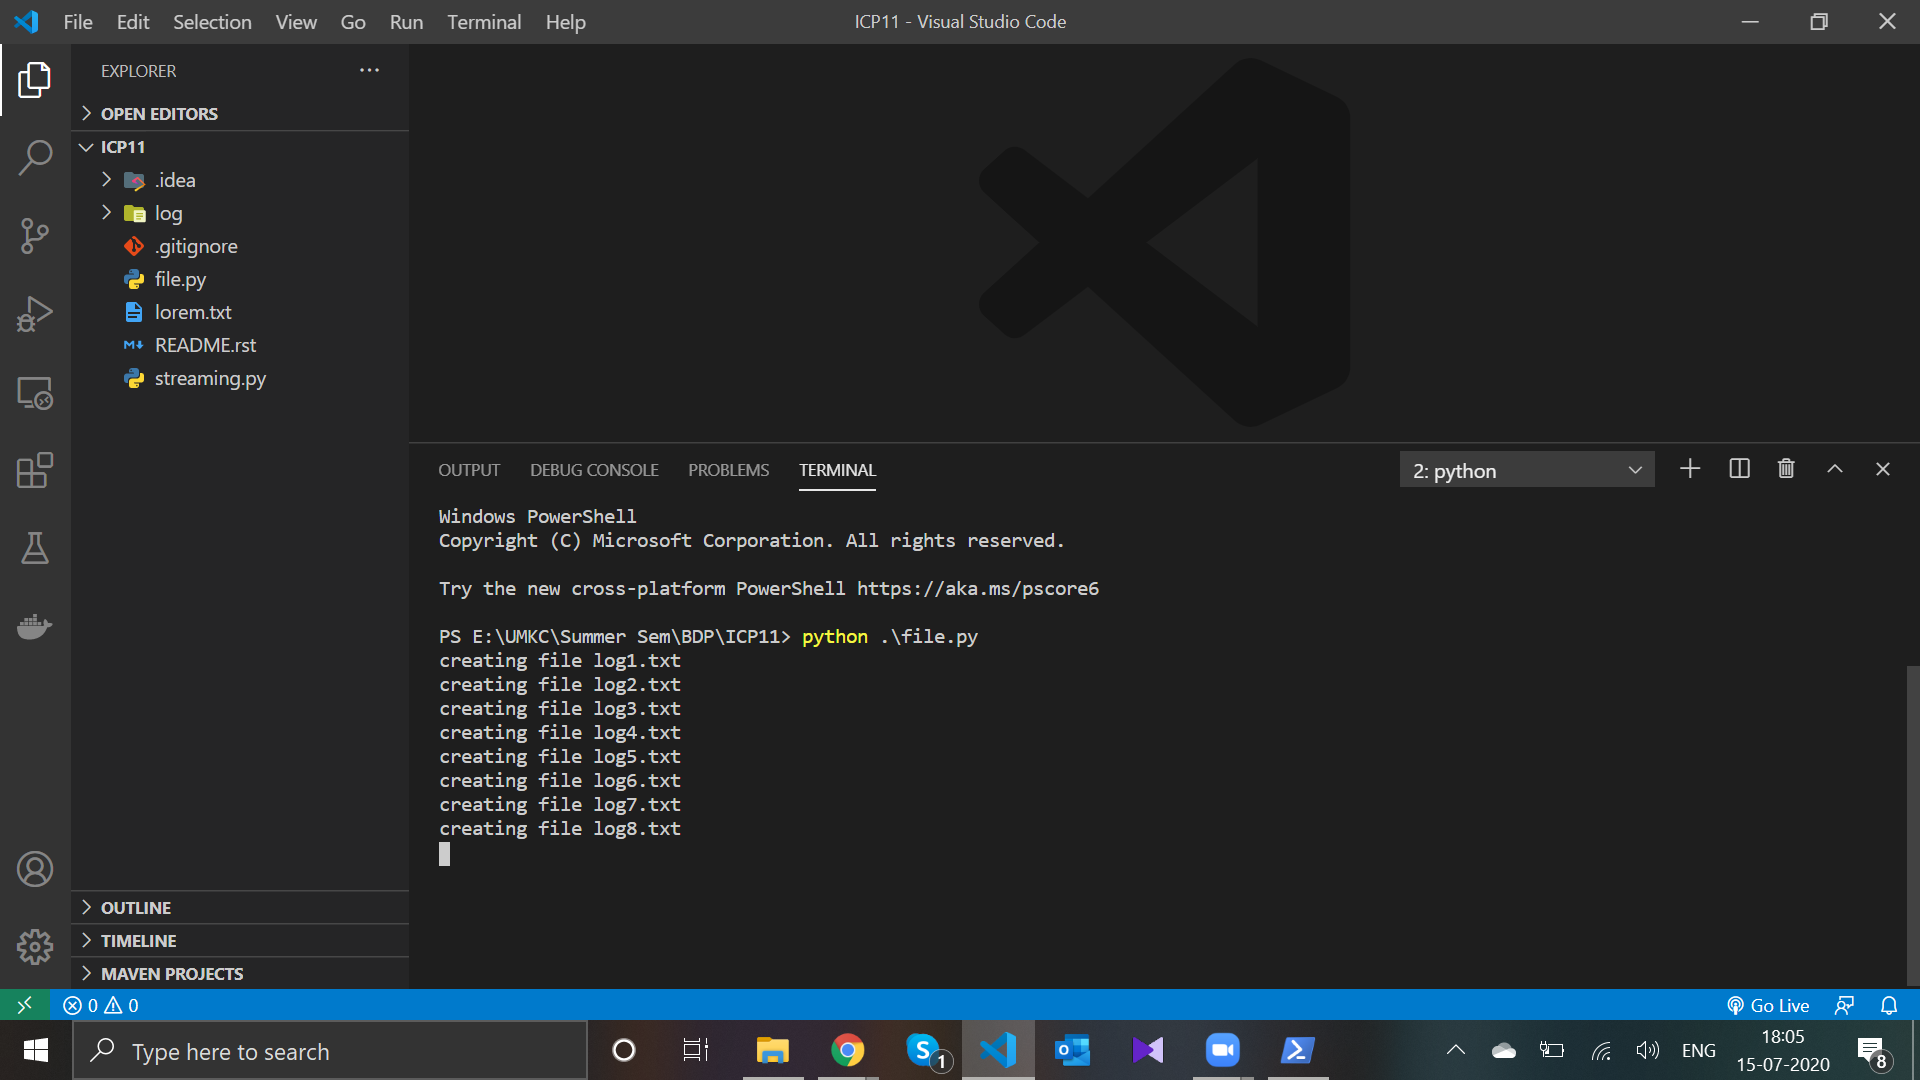 File Edit Selection View Go Run Terminal Help
ICP11 - Visual Studio Code
EXPLORER
OPEN EDITORS
ICP11
.idea
log
.gitignore
file.py
lorem.txt
README.rst
streaming.py
OUTLINE
TIMELINE
MAVEN PROJECTS
OUTPUT DEBUG CONSOLE PROBLEMS TERMINAL
2: python
Windows PowerShell
Copyright (C) Microsoft Corporation. All rights reserved.
Try the new cross-platform PowerShell https://aka.ms/pscore6
PS E:\UMKC\Summer Sem\BDP\ICP11> python .\file.py
creating file log1.txt
creating file log2.txt
creating file log3.txt
creating file log4.txt
creating file log5.txt
creating file log6.txt
creating file log7.txt
creating file log8.txt
0 0
Go Live
Type here to search
S 1
ENG
18:05
15-07-2020
8